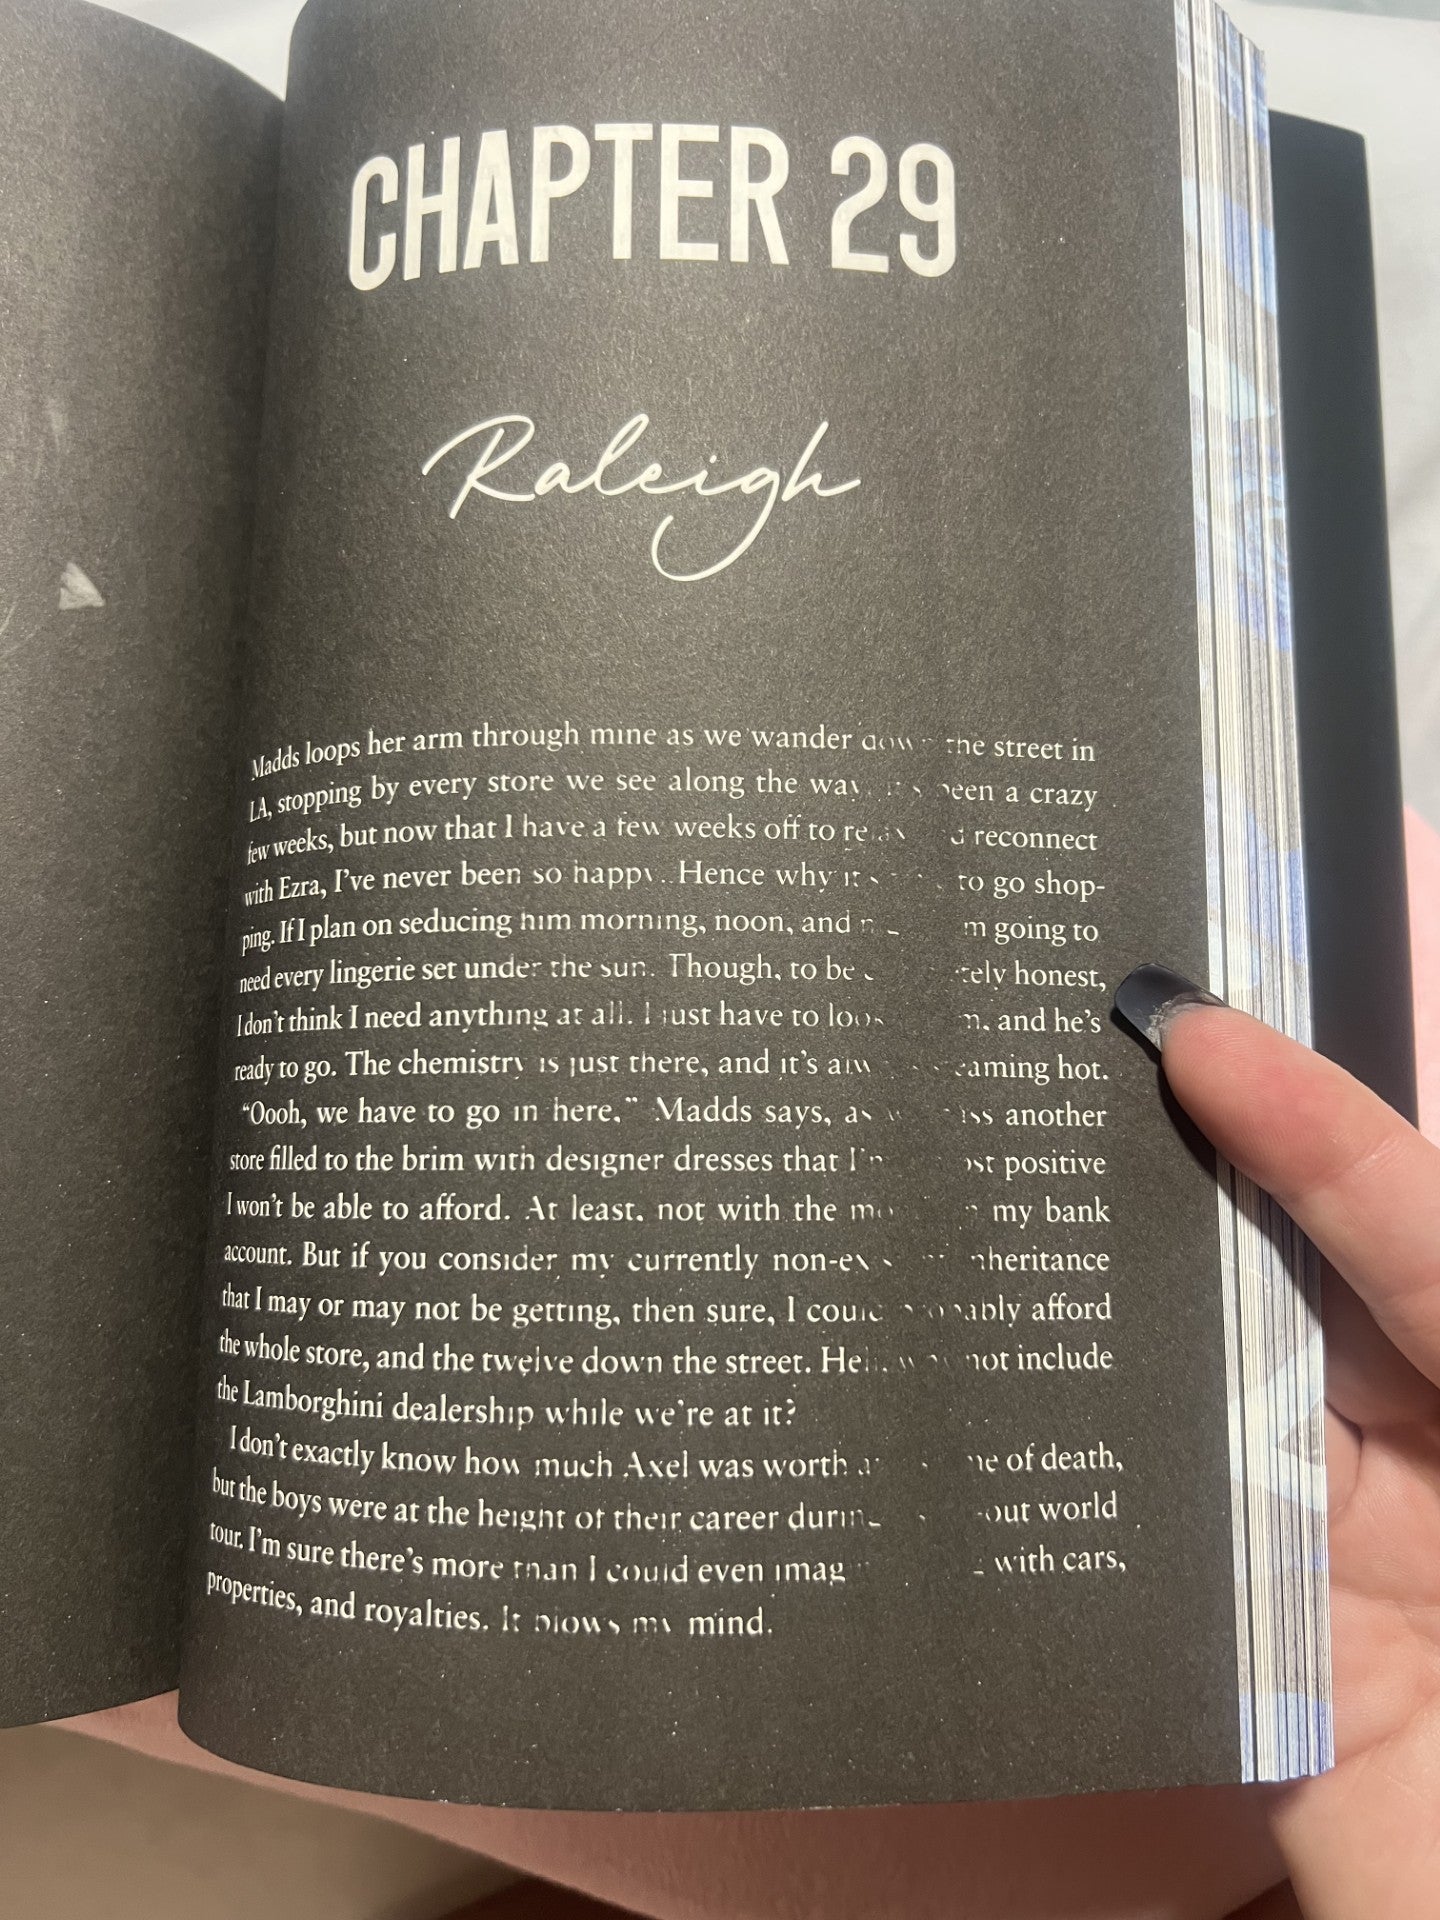 CHAPTER 29
Raleigh
Madds loops her arm through mine as we wander down the street in
LA, stopping by every store we see along the way. been a crazy
few weeks, but now that I have a few weeks off to relax reconnect
with Ezra, I've never been so happy. Hence why to go shop-
ping. If I plan on seducing him morning, noon, and going to
need every lingerie set under the sun. Though, to be honest,
I don't think I need anything at all. I just have to look and he's
ready to go. The chemistry is just there, and it's hot.
"Oooh, we have to go in here," Madds says, as another
store filled to the brim with designer dresses that positive
I won't be able to afford. At least, not with the my bank
account. But if you consider my currently inheritance
that I may or may not be getting, then sure, I could probably afford
the whole store, and the twelve down the street. Hell, not include
the Lamborghini dealership while we're at it?
I don't exactly know how much Axel was worth of death,
but the boys were at the height of their career during world
tour. I'm sure there's more than I could even with cars,
properties, and royalties. It blows my mind.